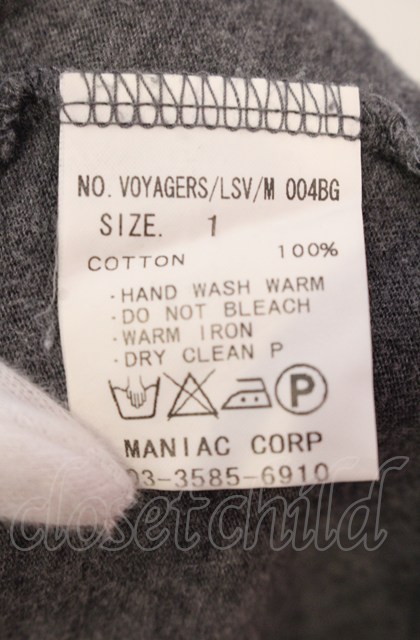 NO. VOYAGERS/LSV/M 004BG
SIZE. 1
COTTON 100%
·HAND WASH WARM
·DO NOT BLEACH
·WARM IRON
·DRY CLEAN P
P
MANIAC CORP
03-3585-6910
closetchild